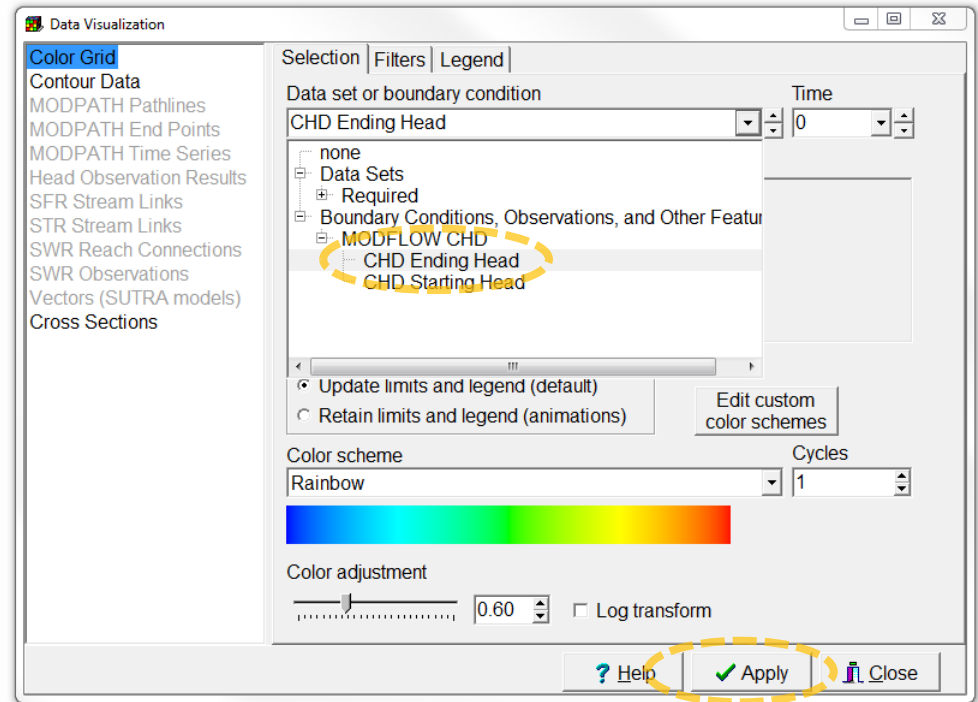 Data Visualization
Color Grid
Contour Data
MODPATH Pathlines
MODPATH End Points
MODPATH Time Series
Head Observation Results
SFR Stream Links
STR Stream Links
SWR Reach Connections
SWR Observations
Vectors (SUTRA models)
Cross Sections
Selection Filters Legend
Data set or boundary condition Time
CHD Ending Head 0
none
Data Sets
Required
Boundary Conditions, Observations, and Other Featur
MODFLOW CHD
CHD Ending Head
CHD Starting Head
Update limits and legend (default)
Retain limits and legend (animations)
Edit custom
color schemes
Color scheme Cycles
Rainbow 1
Color adjustment
0.60 Log transform
? Help Apply Close